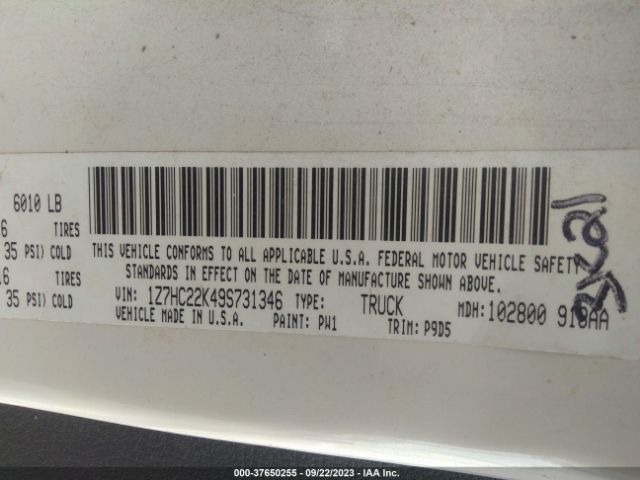 6010 LB
6 TIRES
35 PSI) COLD
16 TIRES
35 PSI) COLD
THIS VEHICLE CONFORMS TO ALL APPLICABLE U.S.A. FEDERAL MOTOR VEHICLE SAFETY
STANDARDS IN EFFECT ON THE DATE OF MANUFACTURE SHOWN ABOVE.
VIN: 1Z7HC22K49S731346 TYPE: TRUCK MDH: 102800 918AA
VEHICLE MADE IN U.S.A. PAINT: PW1 TRIM: P9D5
000-37650255 - 09/22/2023 - IAA Inc.